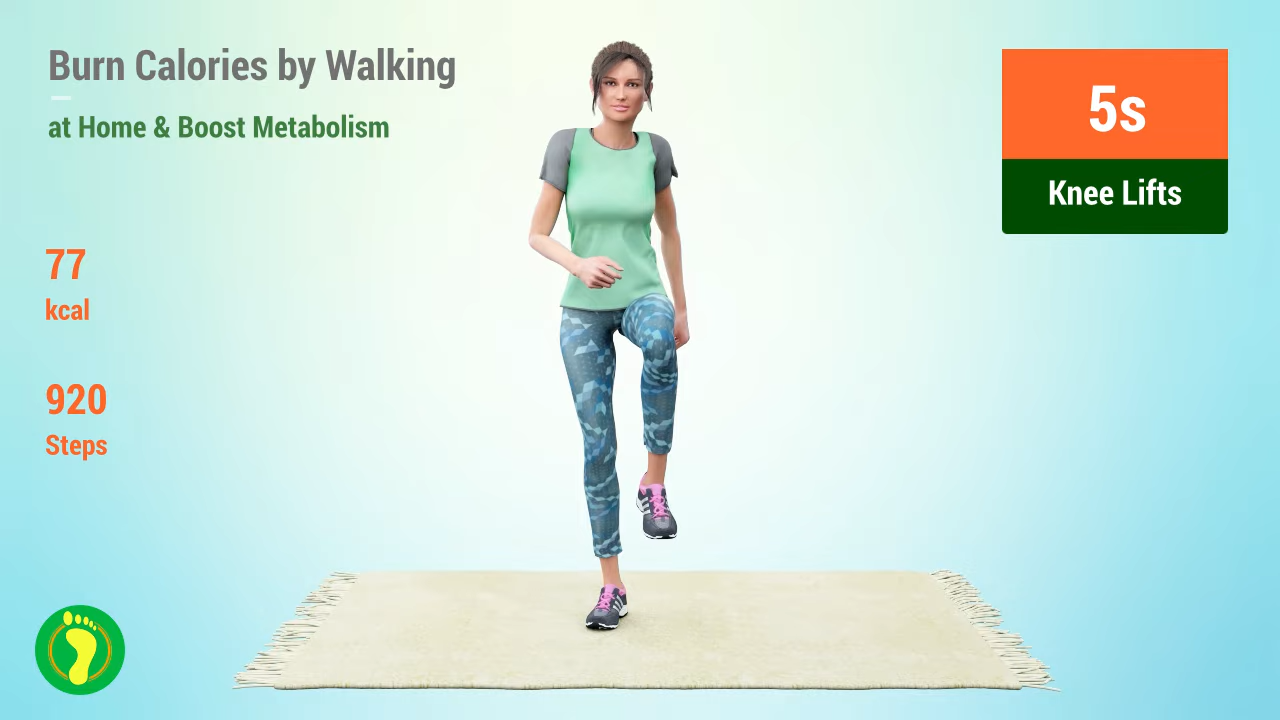 Burn Calories by Walking
at Home & Boost Metabolism
5s
Knee Lifts
77
kcal
920
Steps